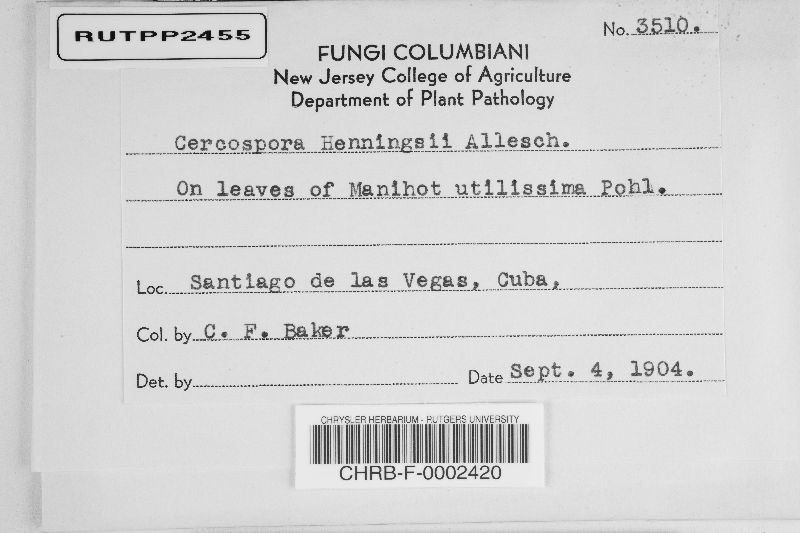 RUTPP2455
No. 3510.
FUNGI COLUMBIANI
New Jersey College of Agriculture
Department of Plant Pathology
Cercospora Henningsii Allesch.
On leaves of Manihot utilissima Pohl.
Loc. Santiago de las Vegas, Cuba,
Col. by C. F. Baker
Det. by
Date Sept. 4, 1904.
CHRYSLER HERBARIUM - RUTGERS UNIVERSITY
CHRB-F-0002420